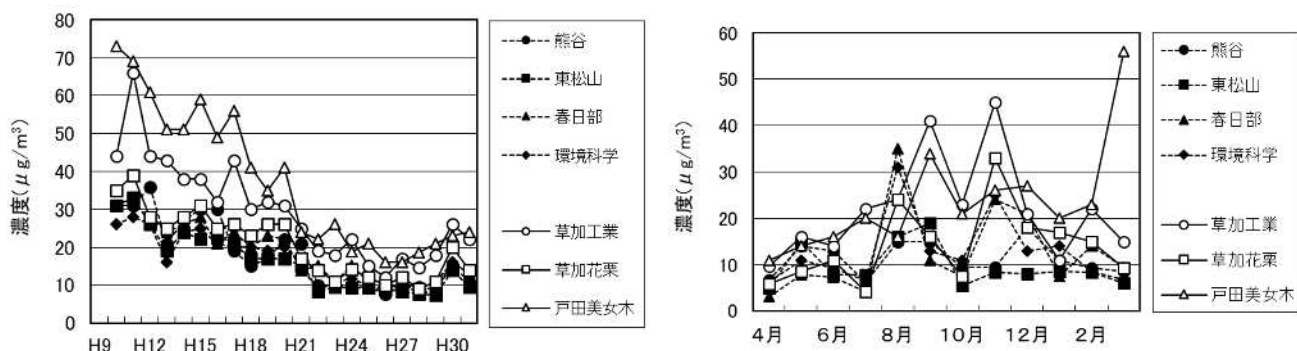 濃度(μg/m³)
80
70
60
50
40
30
20
10
0
H9 H12 H15 H18 H21 H24 H27 H30
熊谷
東松山
春日部
環境科学
草加工業
草加花栗
戸田美女木
濃度(μg/m³)
60
50
40
30
20
10
0
4月 6月 8月 10月 12月 2月
熊谷
東松山
春日部
環境科学
草加工業
草加花栗
戸田美女木